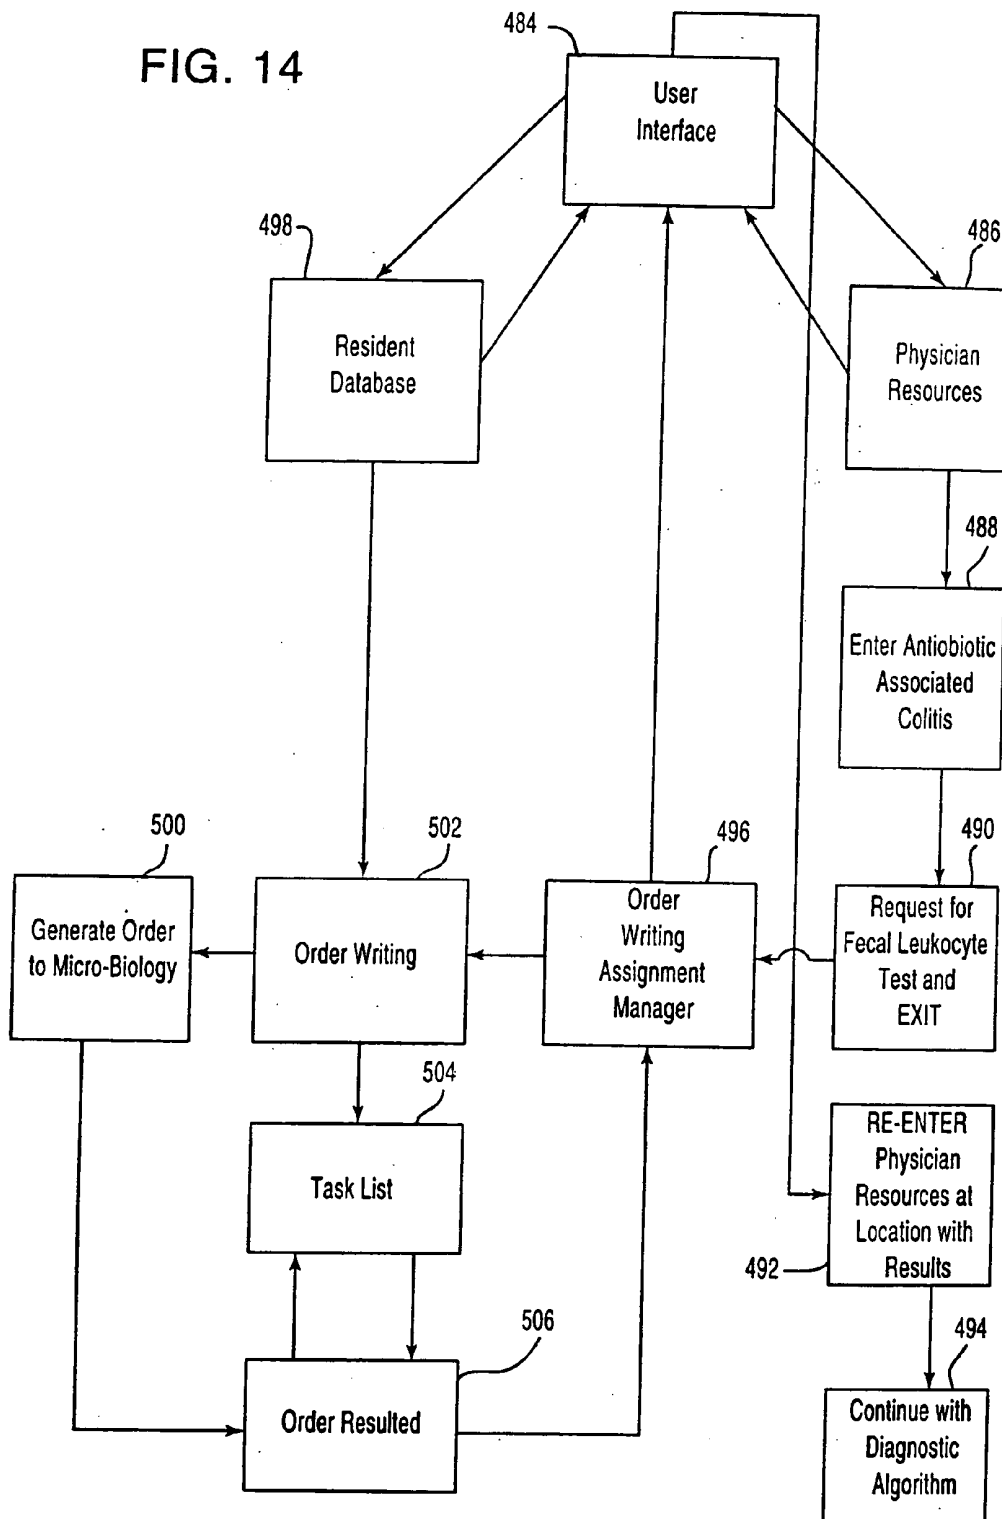 FIG. 14
484
User
Interface
498
Resident
Database
486
Physician
Resources
488
Enter Antiobiotic
Associated
Colitis
500
Generate Order
to Micro-Biology
502
Order Writing
496
Order
Writing
Assignment
Manager
490
Request for
Fecal Leukocyte
Test and
EXIT
504
Task List
RE-ENTER
Physician
Resources at
Location with
Results
492
506
Order Resulted
494
Continue with
Diagnostic
Algorithm